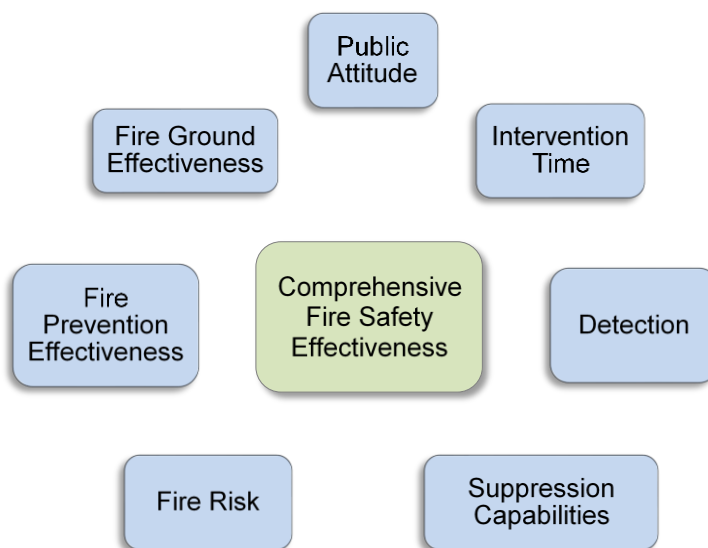 Public
Attitude
Fire Ground
Effectiveness
Intervention
Time
Fire
Prevention
Effectiveness
Comprehensive
Fire Safety
Effectiveness
Detection
Fire Risk
Suppression
Capabilities